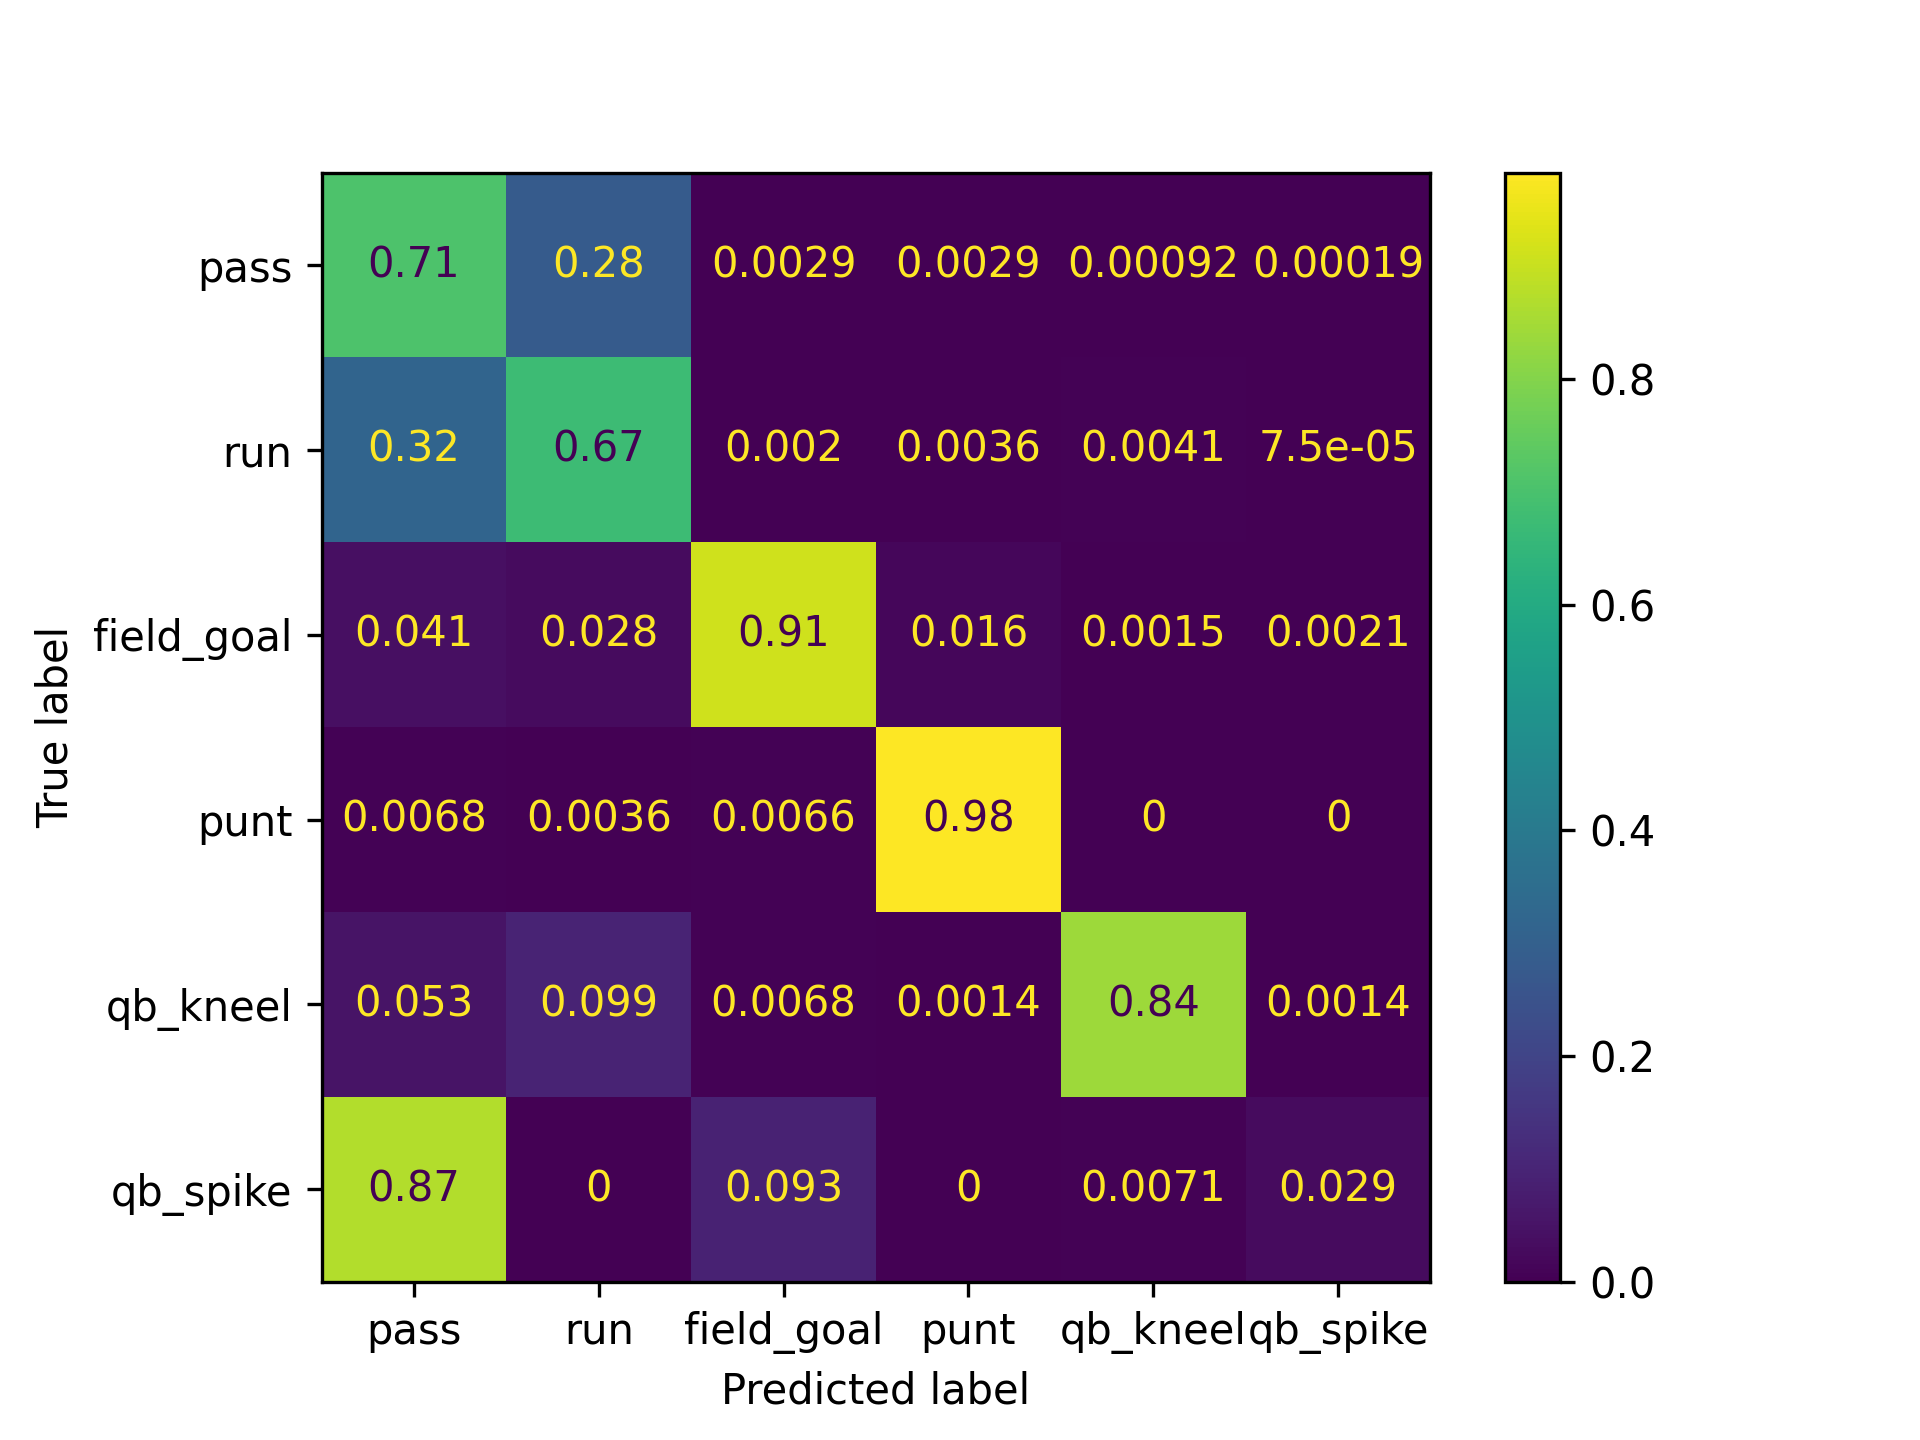 pass 0.71 0.28 0.0029 0.0029 0.00092 0.00019
run 0.32 0.67 0.002 0.0036 0.0041 7.5e-05
field_goal 0.041 0.028 0.91 0.016 0.0015 0.0021
punt 0.0068 0.0036 0.0066 0.98 0 0
qb_kneel 0.053 0.099 0.0068 0.0014 0.84 0.0014
qb_spike 0.87 0 0.093 0 0.0071 0.029
pass run field_goal punt qb_kneel qb_spike
Predicted label
True label
0.8
0.6
0.4
0.2
0.0